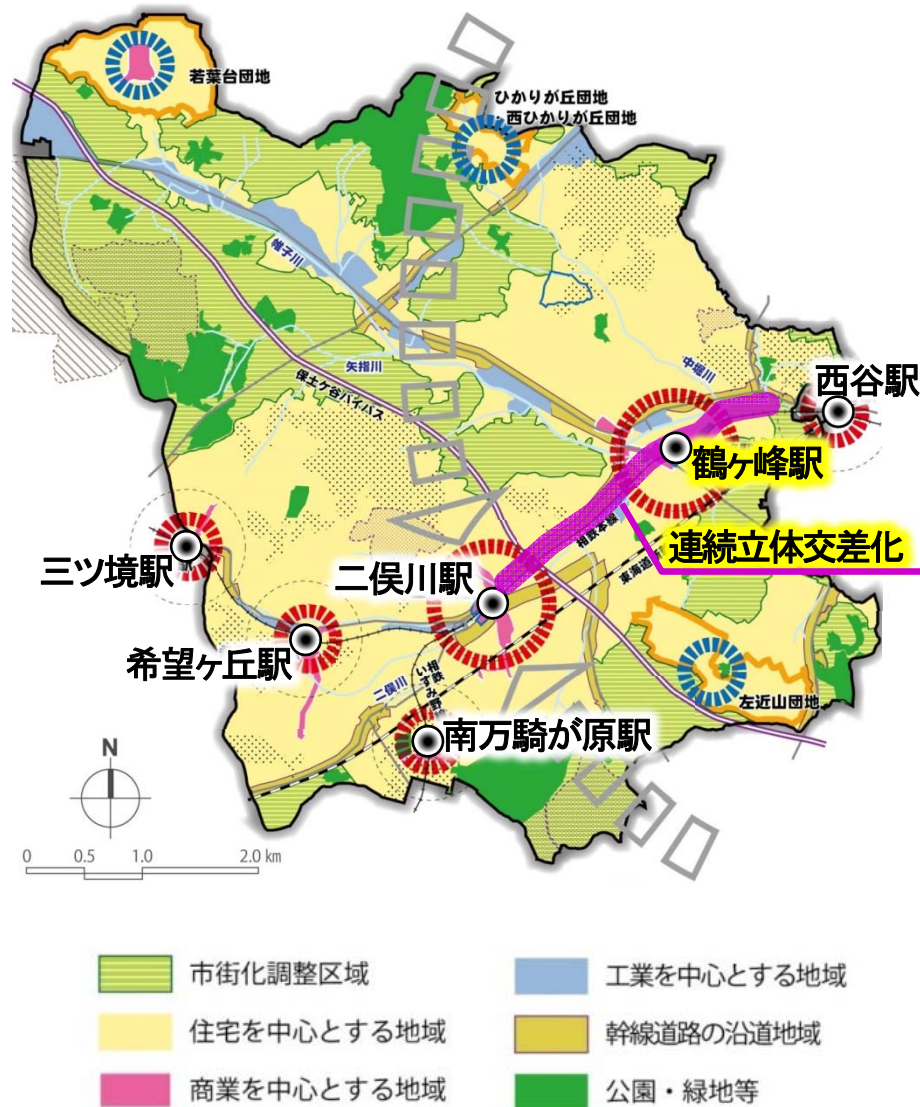 若葉台団地
ひかりが丘団地
西ひかりが丘団地
帷子川
矢指川
保土ケ谷バイパス
中堀川
西谷駅
鶴ヶ峰駅
相鉄本線
連続立体交差化
東海道
三ツ境駅
二俣川駅
希望ヶ丘駅
二俣川
相鉄
いずみ野線
左近山団地
南万騎が原駅
N
0 0.5 1.0 2.0 km
市街化調整区域
工業を中心とする地域
住宅を中心とする地域
幹線道路の沿道地域
商業を中心とする地域
公園・緑地等